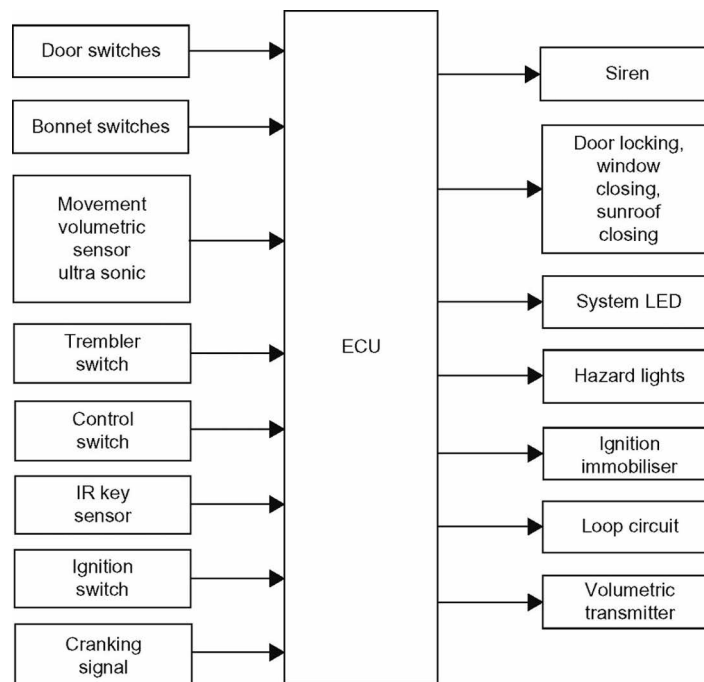 Door switches
Bonnet switches
Movement
volumetric
sensor
ultra sonic
Trembler
switch
Control
switch
IR key
sensor
Ignition
switch
Cranking
signal
ECU
Siren
Door locking,
window
closing,
sunroof
closing
System LED
Hazard lights
Ignition
immobiliser
Loop circuit
Volumetric
transmitter